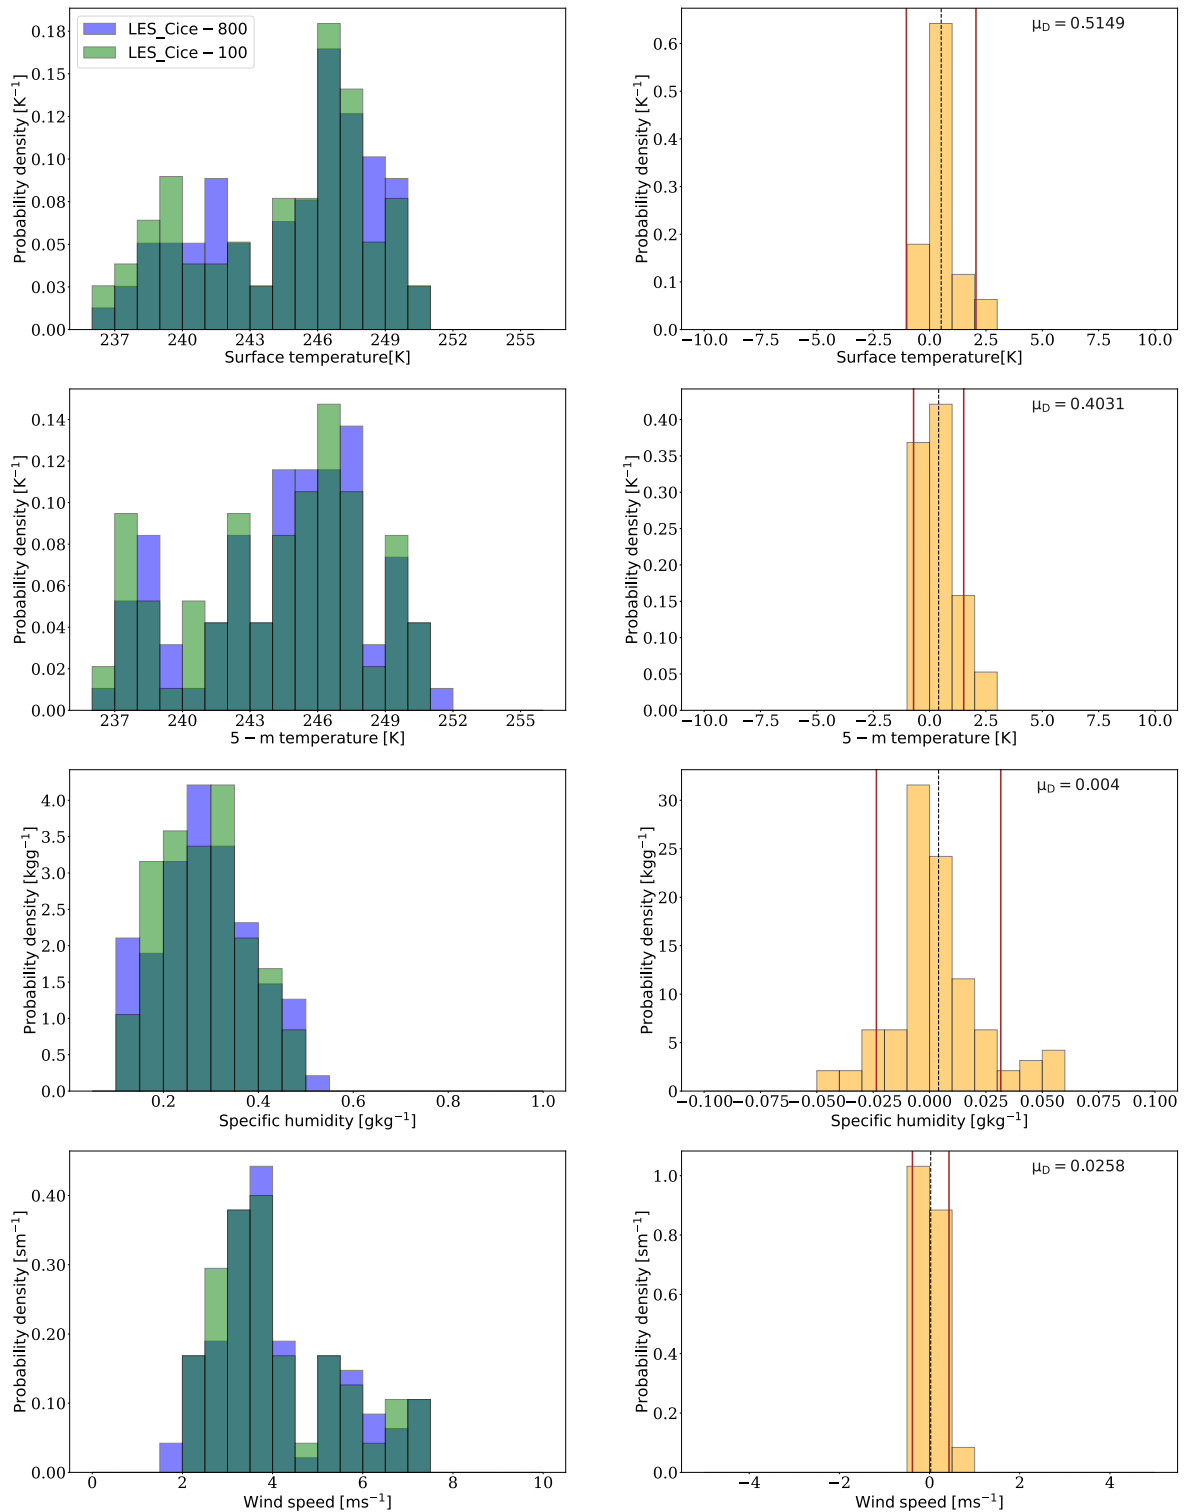 LES_Cice − 800
LES_Cice − 100
Probability density [K⁻¹]
0.18
0.15
0.12
0.10
0.08
0.05
0.03
0.00
237 240 243 246 249 252 255
Surface temperature[K]
μD = 0.5149
Probability density [K⁻¹]
0.6
0.5
0.4
0.3
0.2
0.1
0.0
−10.0 −7.5 −5.0 −2.5 0.0 2.5 5.0 7.5 10.0
Surface temperature[K]
Probability density [K⁻¹]
0.14
0.12
0.10
0.08
0.06
0.04
0.02
0.00
237 240 243 246 249 252 255
5 − m temperature [K]
μD = 0.4031
Probability density [K⁻¹]
0.40
0.35
0.30
0.25
0.20
0.15
0.10
0.05
0.00
−10.0 −7.5 −5.0 −2.5 0.0 2.5 5.0 7.5 10.0
5 − m temperature [K]
Probability density [kgg⁻¹]
4.0
3.5
3.0
2.5
2.0
1.5
1.0
0.5
0.0
0.2 0.4 0.6 0.8 1.0
Specific humidity [gkg⁻¹]
μD = 0.004
Probability density [kgg⁻¹]
30
25
20
15
10
5
0
−0.100 −0.075 −0.050 −0.025 0.000 0.025 0.050 0.075 0.100
Specific humidity [gkg⁻¹]
Probability density [sm⁻¹]
0.40
0.30
0.20
0.10
0.00
0 2 4 6 8 10
Wind speed [ms⁻¹]
μD = 0.0258
Probability density [sm⁻¹]
1.0
0.8
0.6
0.4
0.2
0.0
−4 −2 0 2 4
Wind speed [ms⁻¹]